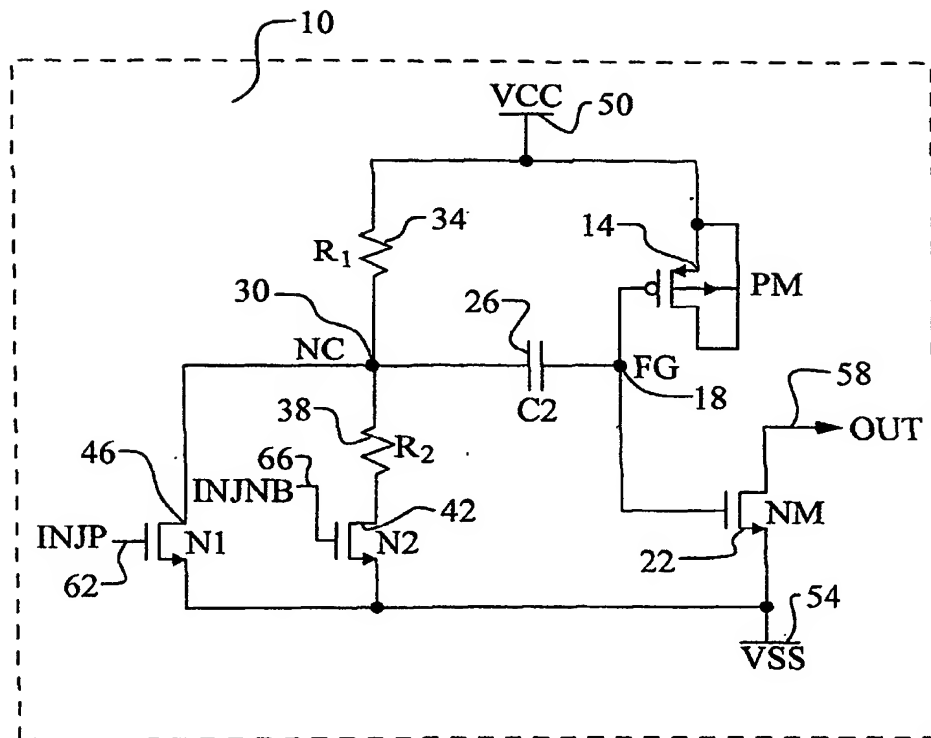 10
VCC
50
34
R1
14
PM
30
26
NC
FG
18
58
C2
38
R2
OUT
66
46
INJNB
42
NM
INJP
N1
N2
22
62
54
VSS